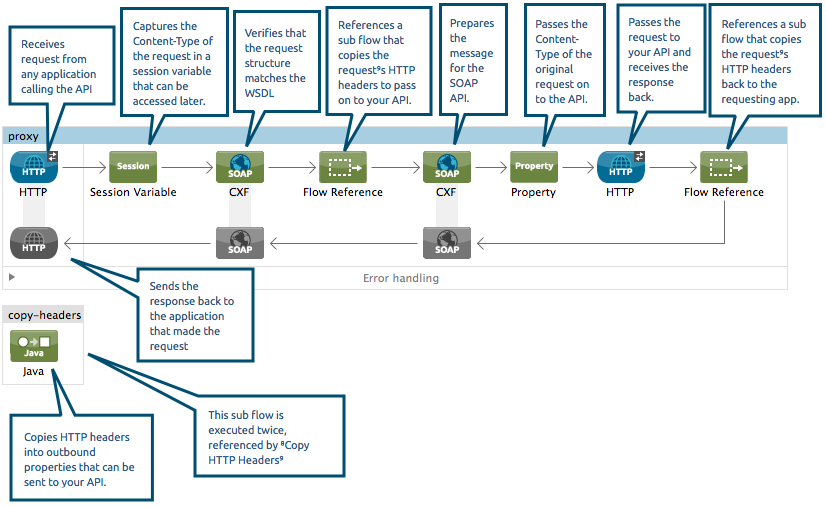 Receives
request from
any application
calling the API
Captures the
Content-Type of
the request in a
session variable
that can be
accessed later.
Verifies that
the request
structure
matches the
WSDL
References a
sub flow that
copies the
request⁹s HTTP
headers to pass
on to your API.
Prepares
the
message
for the
SOAP
API.
Passes the
Content-
Type of the
original
request on
to the API.
Passes the
request to
your API and
receives the
response
back.
References a sub
flow that copies
the request⁹s
HTTP headers
back to the
requesting app.
proxy
HTTP
Session
SOAP
SOAP
Property
HTTP
HTTP
Session Variable
CXF
Flow Reference
CXF
Property
HTTP
Flow Reference
HTTP
SOAP
SOAP
Error handling
Sends the
response back to
the application
that made the
request
copy-headers
Java
Java
This sub flow is
executed twice,
referenced by ⁸Copy
HTTP Headers⁹
Copies HTTP headers
into outbound
properties that can be
sent to your API.